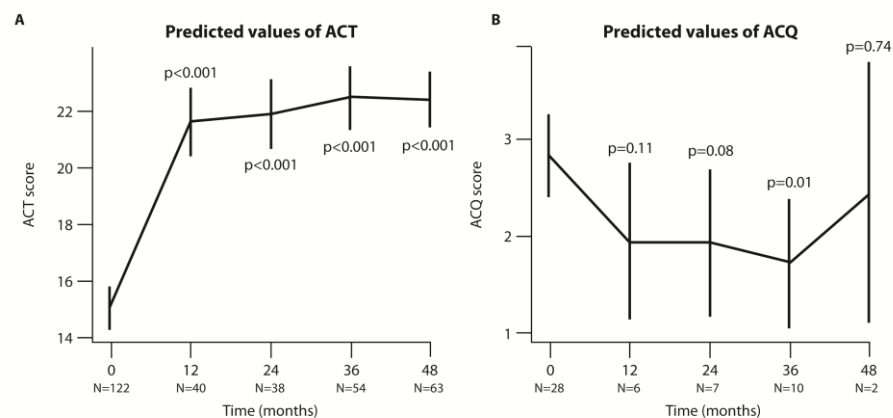 A
Predicted values of ACT
ACT score
22
20
18
16
14
p<0.001
p<0.001
p<0.001
p<0.001
0 12 24 36 48
N=122 N=40 N=38 N=54 N=63
Time (months)
B
Predicted values of ACQ
ACQ score
3
2
1
p=0.11
p=0.08
p=0.01
p=0.74
0 12 24 36 48
N=28 N=6 N=7 N=10 N=2
Time (months)